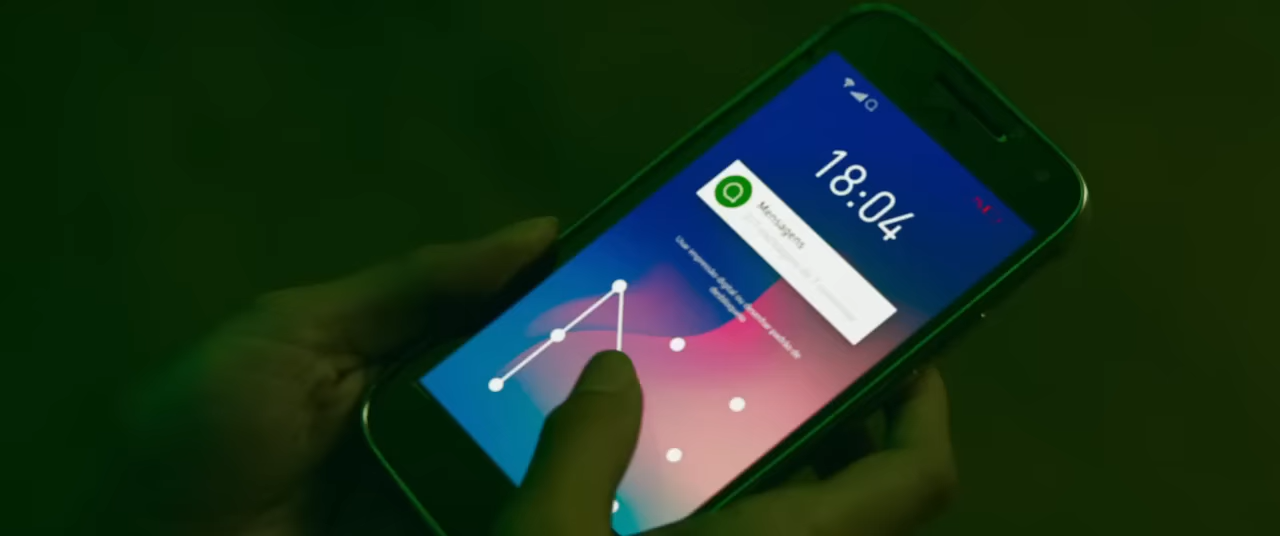 18:04
Mensagens
Usar impressão digital ou desenhar padrão de
desbloqueio